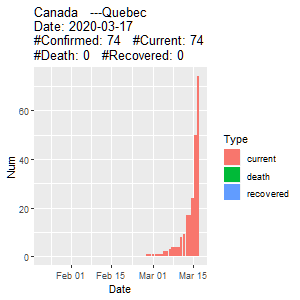 Canada   ---Quebec
Date: 2020-03-17
#Confirmed: 74   #Current: 74
#Death: 0   #Recovered: 0
Num
60
40
20
0
Feb 01
Feb 15
Mar 01
Mar 15
Date
Type
current
death
recovered